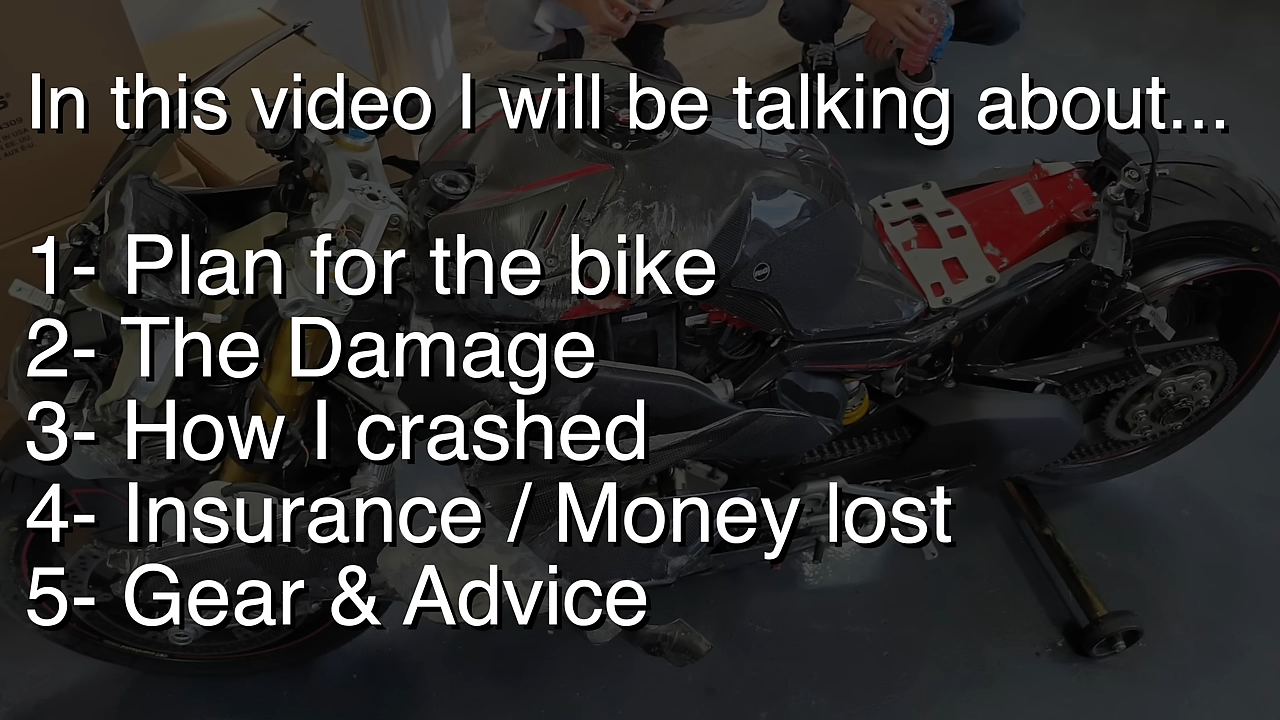 In this video I will be talking about...
1- Plan for the bike
2- The Damage
3- How I crashed
4- Insurance / Money lost
5- Gear & Advice